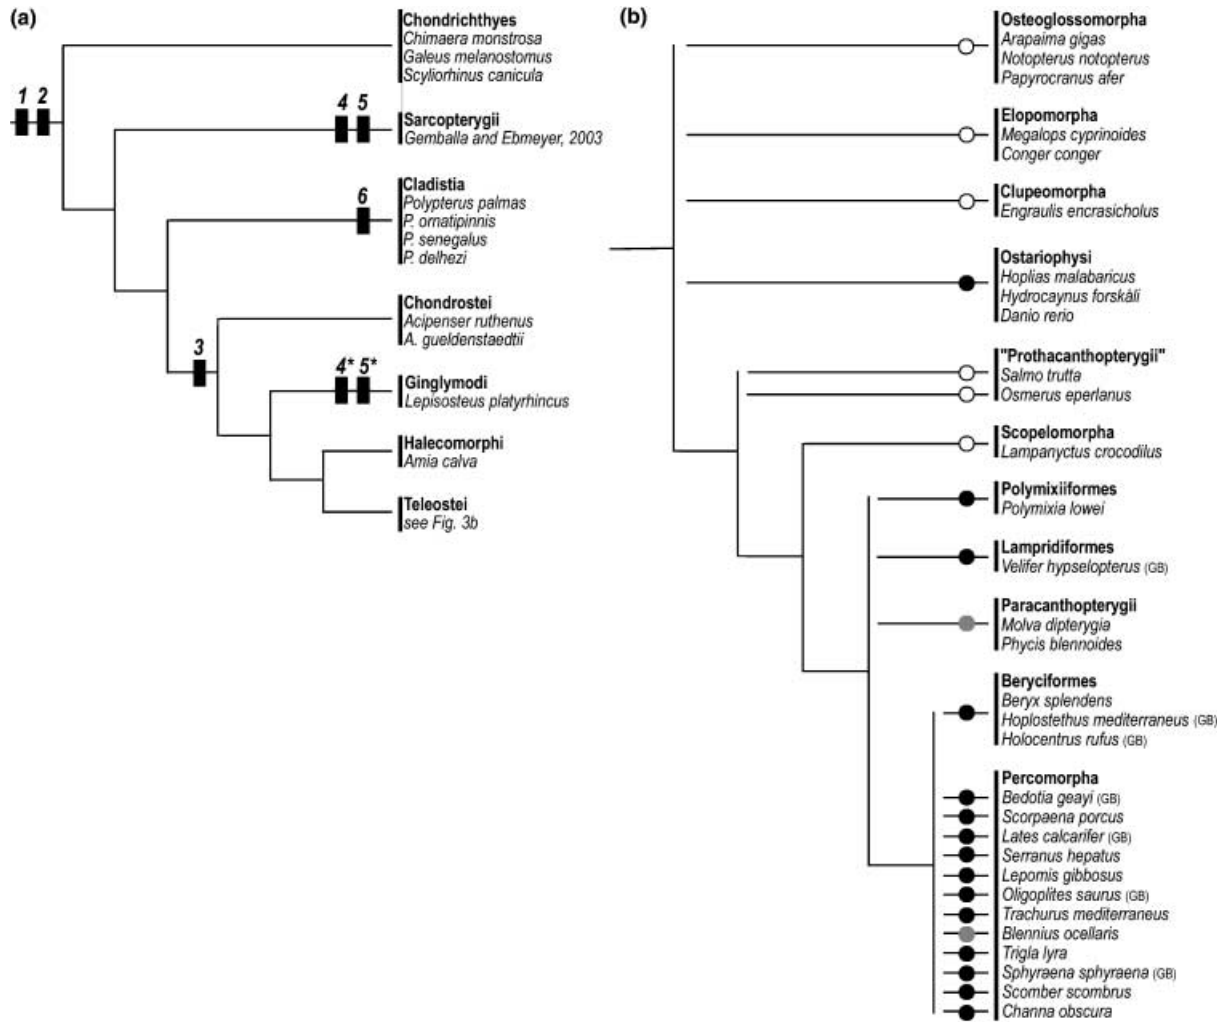 (a)
1 2
Chondrichthyes
Chimaera monstrosa
Galeus melanostomus
Scyliorhinus canicula
4 5
Sarcopterygii
Gemballa and Ebmeyer, 2003
6
Cladistia
Polypterus palmas
P. ornatipinnis
P. senegalus
P. delhezi
3
Chondrostei
Acipenser ruthenus
A. gueldenstaedtii
4* 5*
Ginglymodi
Lepisosteus platyrhincus
Halecomorphi
Amia calva
Teleostei
see Fig. 3b
(b)
Osteoglossomorpha
Arapaima gigas
Notopterus notopterus
Papyrocranus afer
Elopomorpha
Megalops cyprinoides
Conger conger
Clupeomorpha
Engraulis encrasicholus
Ostariophysi
Hoplias malabaricus
Hydrocaynus forskåli
Danio rerio
"Prothacanthopterygii"
Salmo trutta
Osmerus eperlanus
Scopelomorpha
Lampanyctus crocodilus
Polymixiiformes
Polymixia lowei
Lampridiformes
Velifer hypselopterus (GB)
Paracanthopterygii
Molva dipterygia
Phycis blennoides
Beryciformes
Beryx splendens
Hoplostethus mediterraneus (GB)
Holocentrus rufus (GB)
Percomorpha
Bedotia geayi (GB)
Scorpaena porcus
Lates calcarifer (GB)
Serranus hepatus
Lepomis gibbosus
Oligoplites saurus (GB)
Trachurus mediterraneus
Blennius ocellaris
Trigla lyra
Sphyraena sphyraena (GB)
Scomber scombrus
Channa obscura